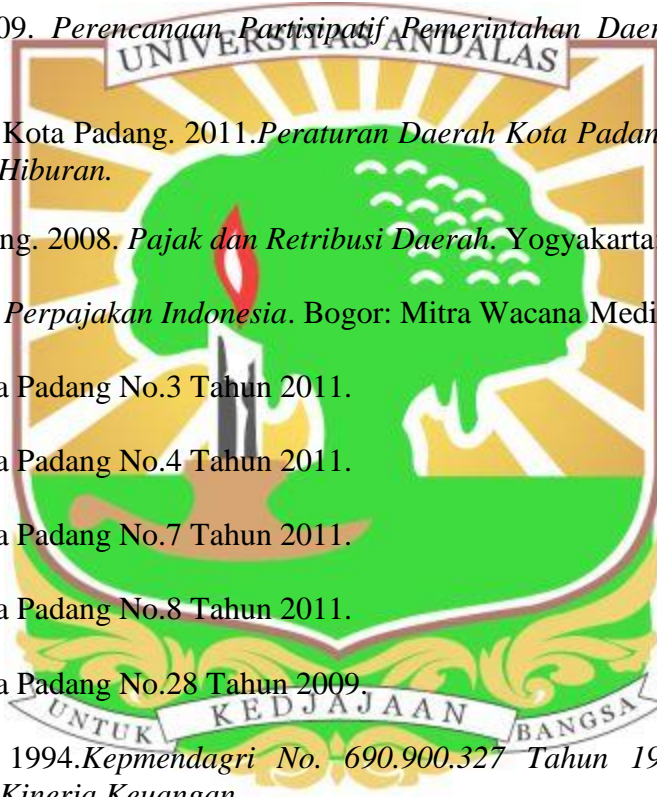 09. Perencanaan Partisipatif Pemerintahan Daer
UNIVERSITAS ANDALAS
Kota Padang. 2011.Peraturan Daerah Kota Padan
Hiburan.
ng. 2008. Pajak dan Retribusi Daerah. Yogyakarta
Perpajakan Indonesia. Bogor: Mitra Wacana Medi
a Padang No.3 Tahun 2011.
a Padang No.4 Tahun 2011.
a Padang No.7 Tahun 2011.
a Padang No.8 Tahun 2011.
a Padang No.28 Tahun 2009.
UNTUK KEDJAJAAN BANGSA
1994.Kepmendagri No. 690.900.327 Tahun 19
Kinerja Keuangan